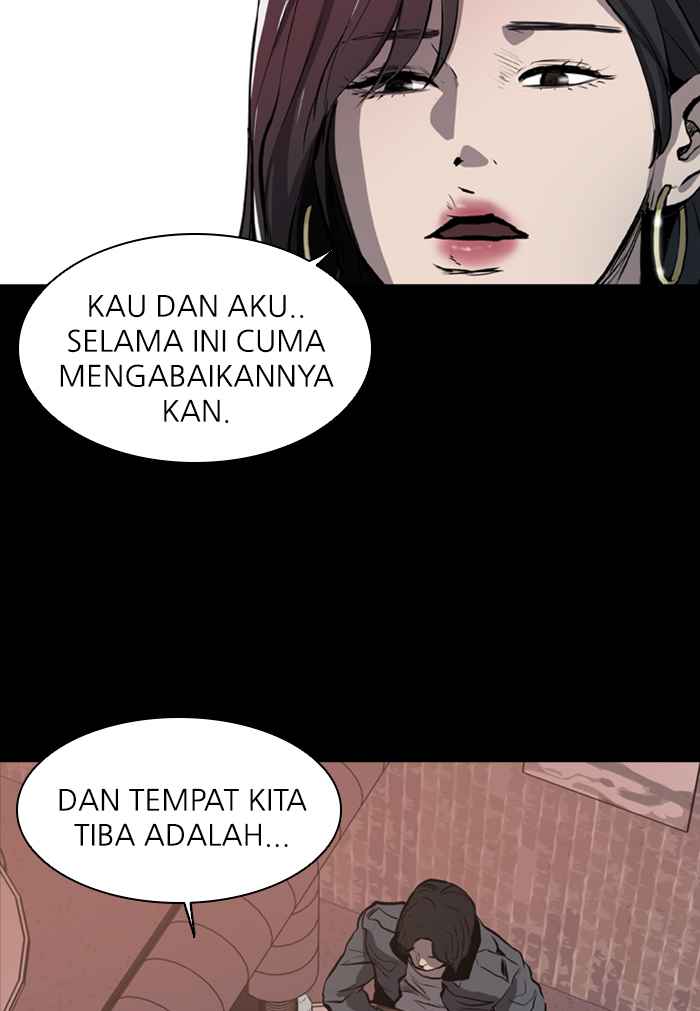 KAU DAN AKU..
SELAMA INI CUMA
MENGABAIKANNYA
KAN.
DAN TEMPAT KITA
TIBA ADALAH...